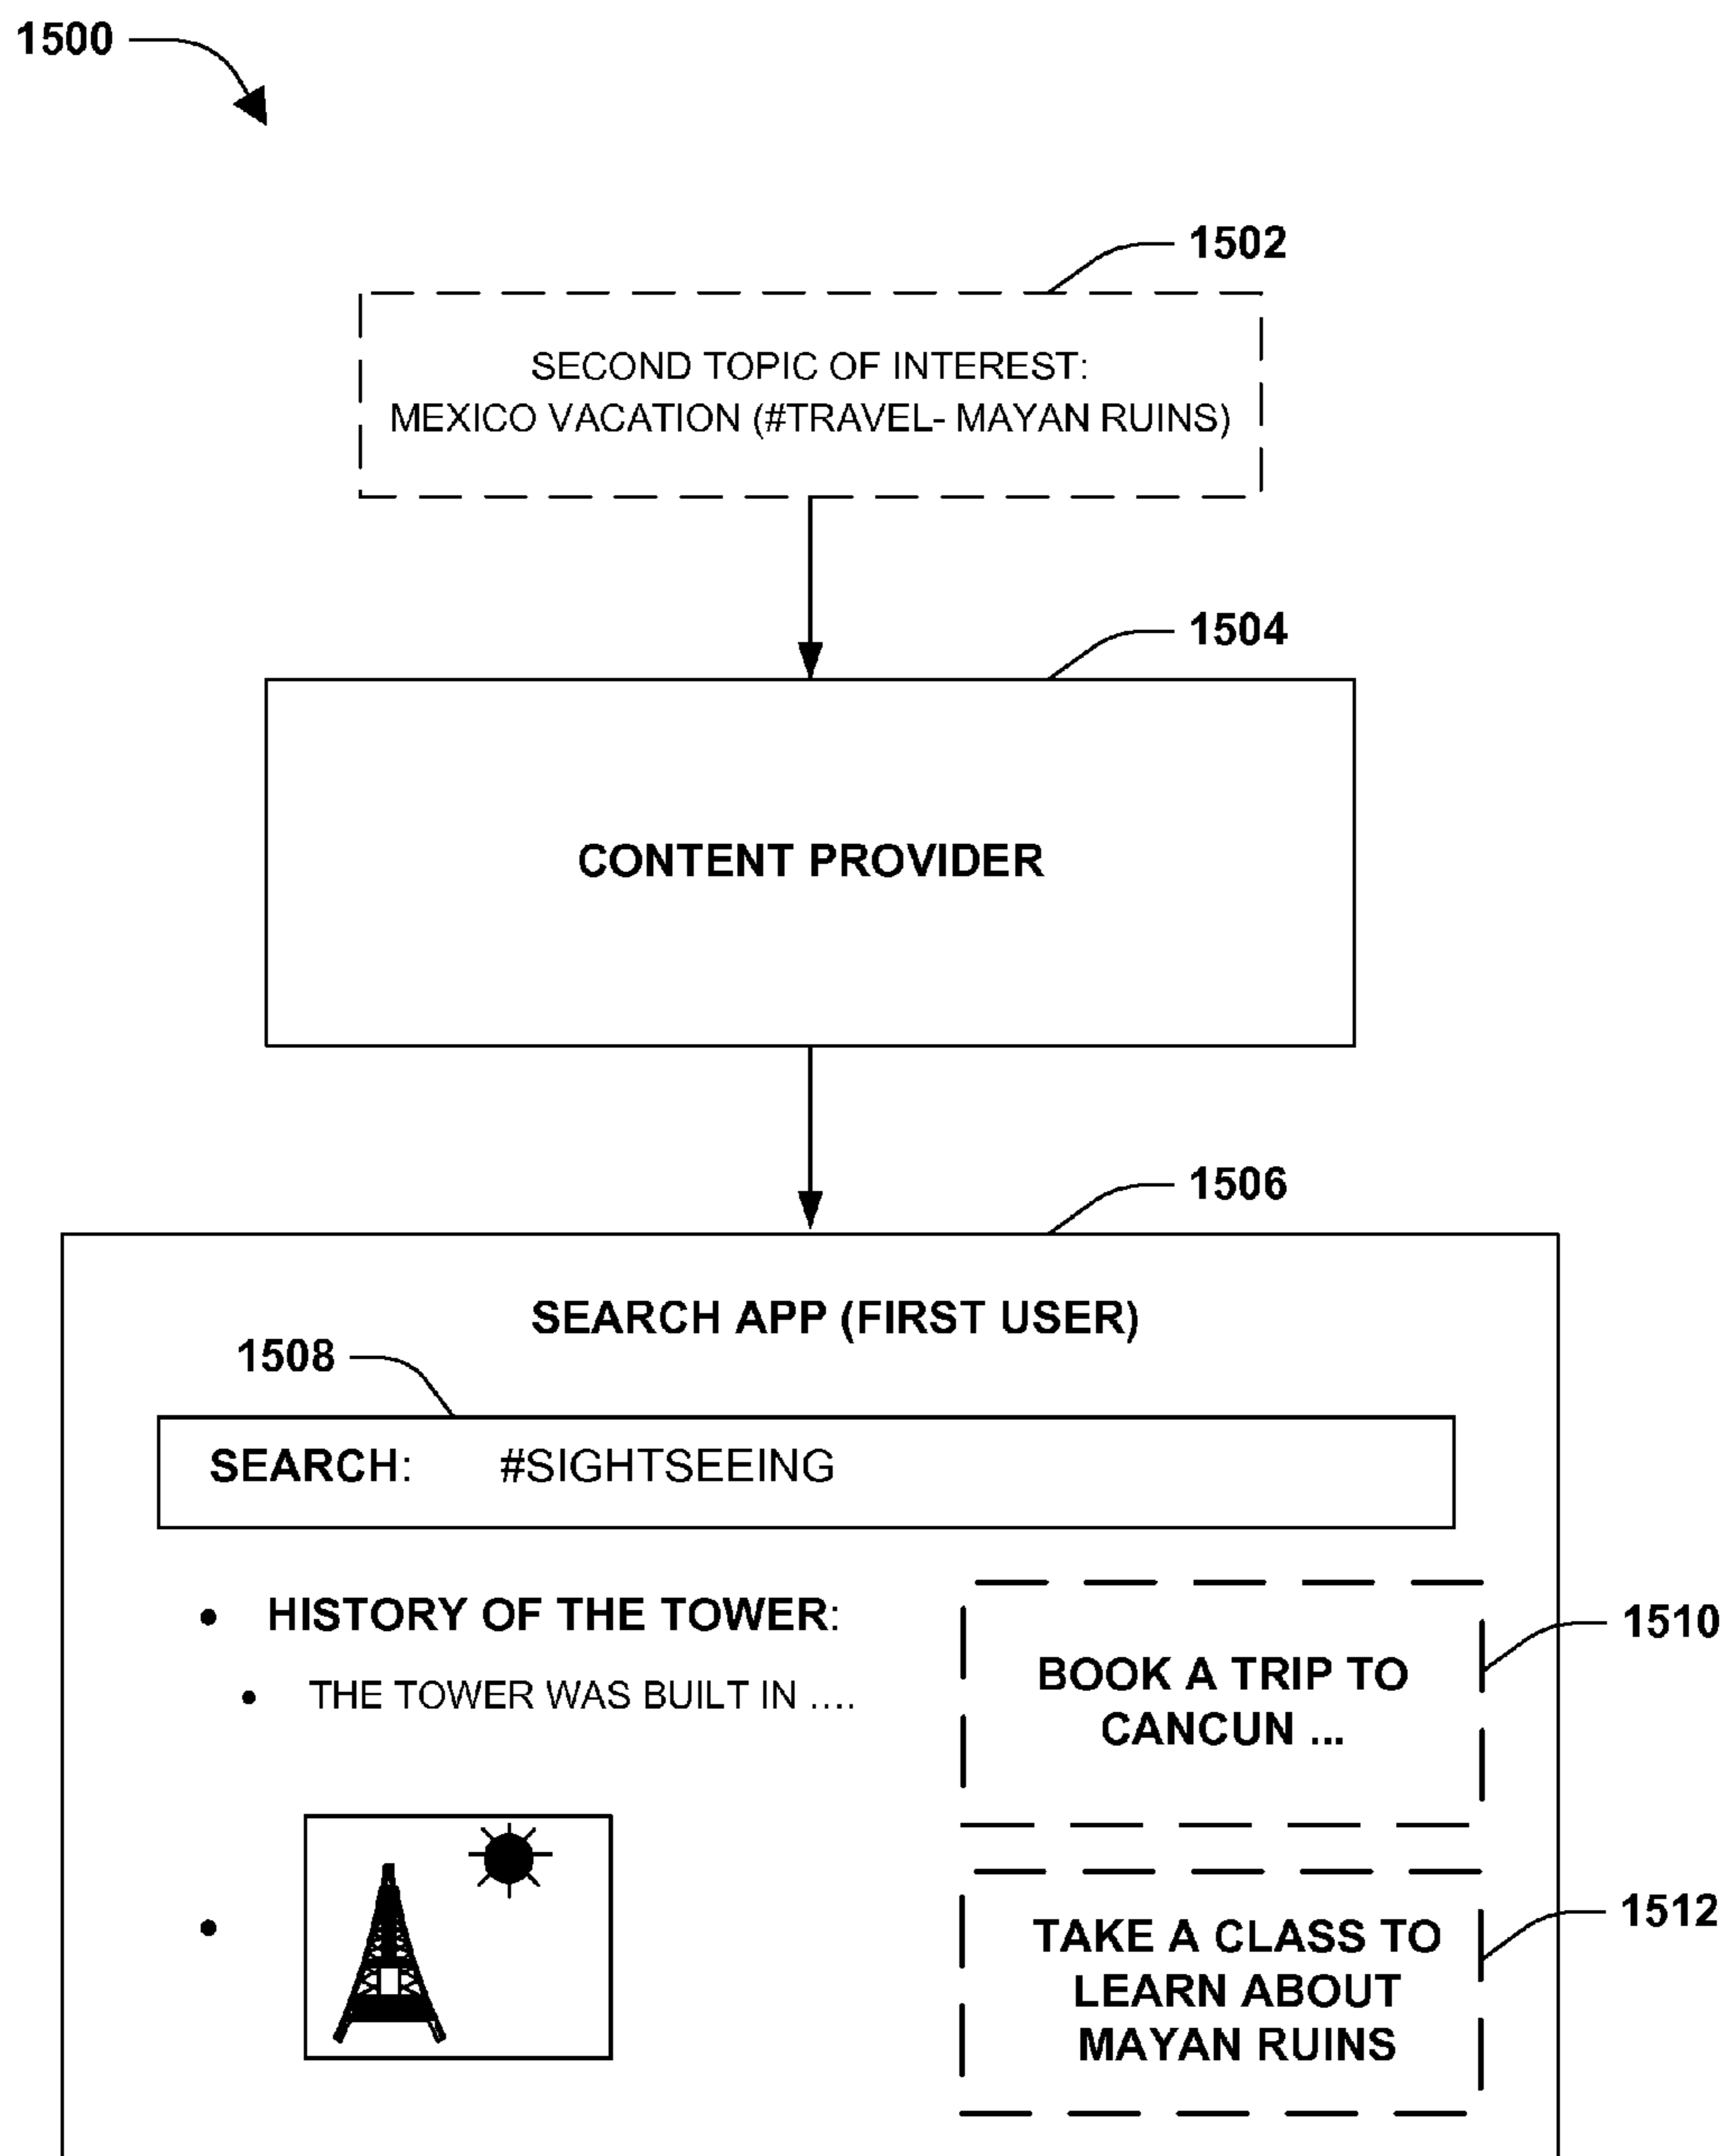 1500
1502
SECOND TOPIC OF INTEREST:
MEXICO VACATION (#TRAVEL- MAYAN RUINS)
1504
CONTENT PROVIDER
1506
SEARCH APP (FIRST USER)
1508
SEARCH: #SIGHTSEEING
• HISTORY OF THE TOWER:
• THE TOWER WAS BUILT IN ....
1510
BOOK A TRIP TO
CANCUN ...
1512
TAKE A CLASS TO
LEARN ABOUT
MAYAN RUINS